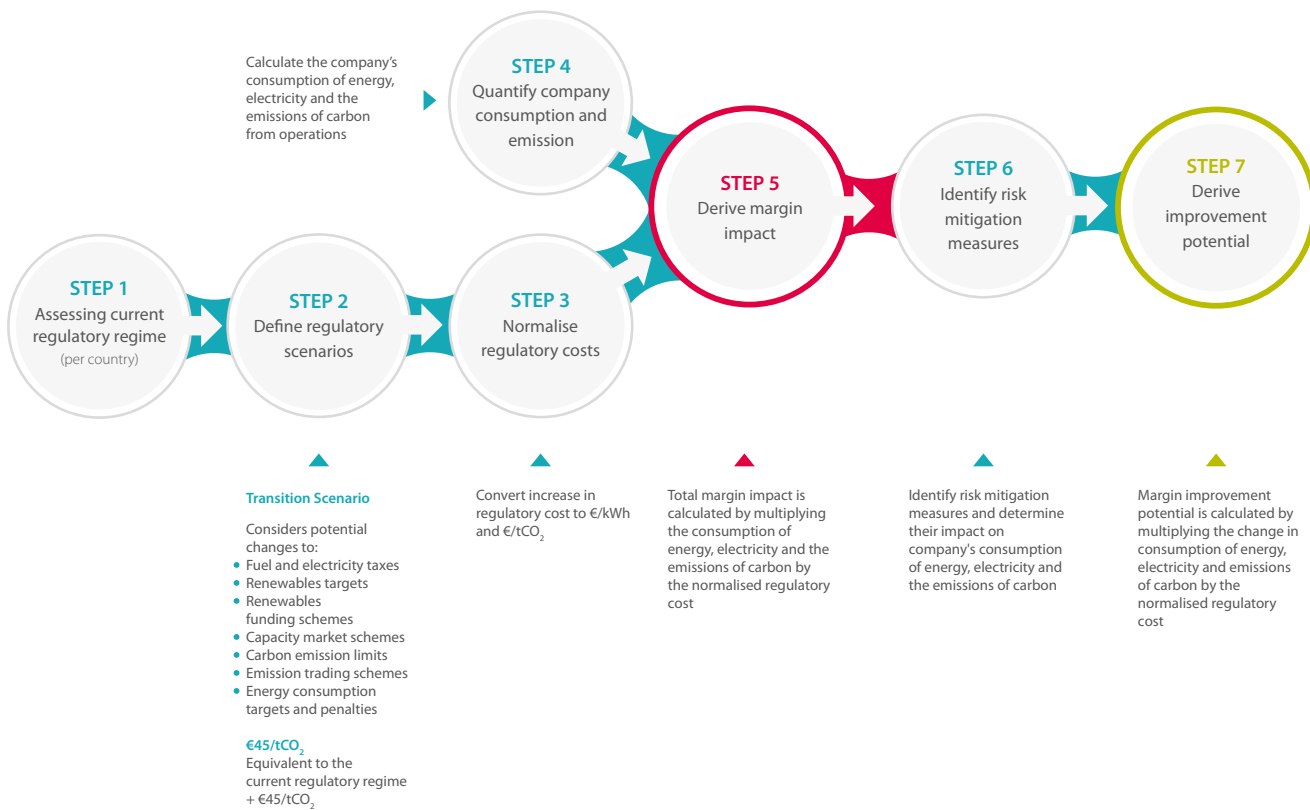 Calculate the company’s
consumption of energy,
electricity and the
emissions of carbon
from operations
STEP 4
Quantify company
consumption and
emission
STEP 1
Assessing current
regulatory regime
(per country)
STEP 2
Define regulatory
scenarios
STEP 3
Normalise
regulatory costs
STEP 5
Derive margin
impact
STEP 6
Identify risk
mitigation
measures
STEP 7
Derive
improvement
potential
Transition Scenario
Considers potential
changes to:
• Fuel and electricity taxes
• Renewables targets
• Renewables
funding schemes
• Capacity market schemes
• Carbon emission limits
• Emission trading schemes
• Energy consumption
targets and penalties
€45/tCO₂
Equivalent to the
current regulatory regime
+ €45/tCO₂
Convert increase in
regulatory cost to €/kWh
and €/tCO₂
Total margin impact is
calculated by multiplying
the consumption of
energy, electricity and the
emissions of carbon by
the normalised regulatory
cost
Identify risk mitigation
measures and determine
their impact on
company's consumption
of energy, electricity and
the emissions of carbon
Margin improvement
potential is calculated by
multiplying the change in
consumption of energy,
electricity and emissions
of carbon by the
normalised regulatory
cost